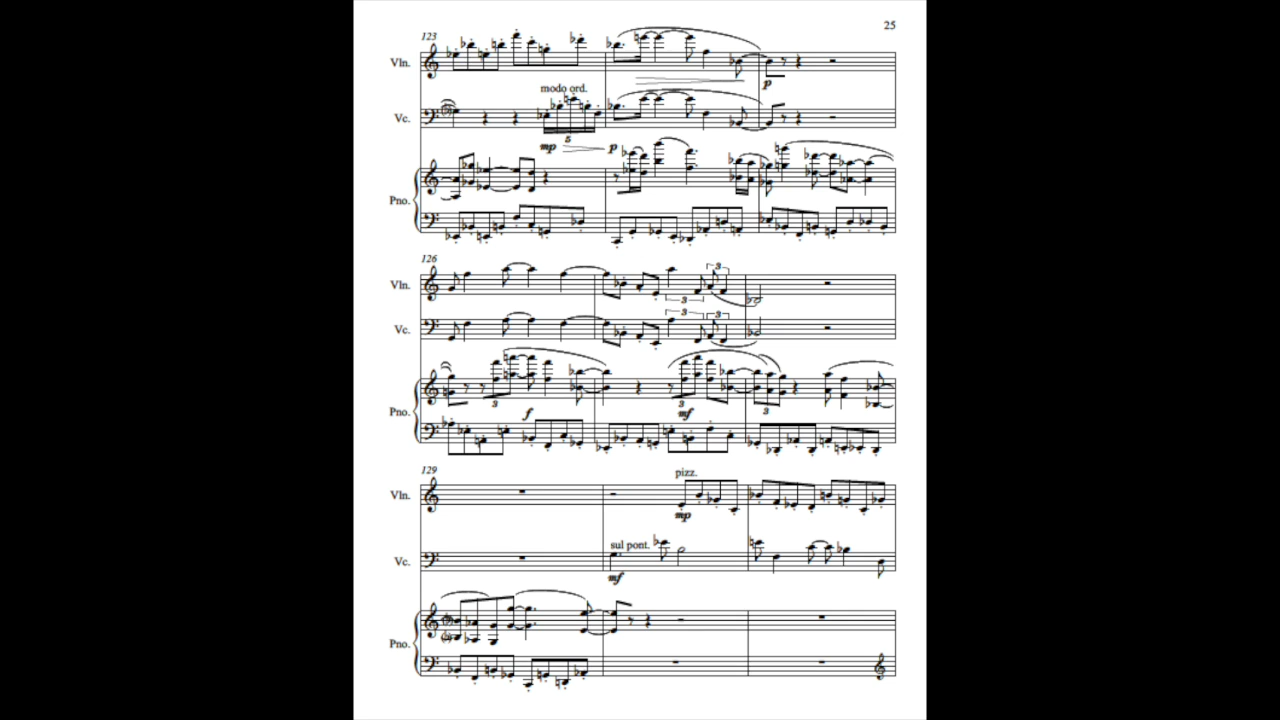 25
123
Vln.
modo ord.
Vc.
5
mp p
p
Pno.
126
Vln.
3 3
Vc.
3 3
Pno.
3 f 3 mf 3
129
Vln.
pizz.
mp
Vc.
sul pont.
mf
Pno.